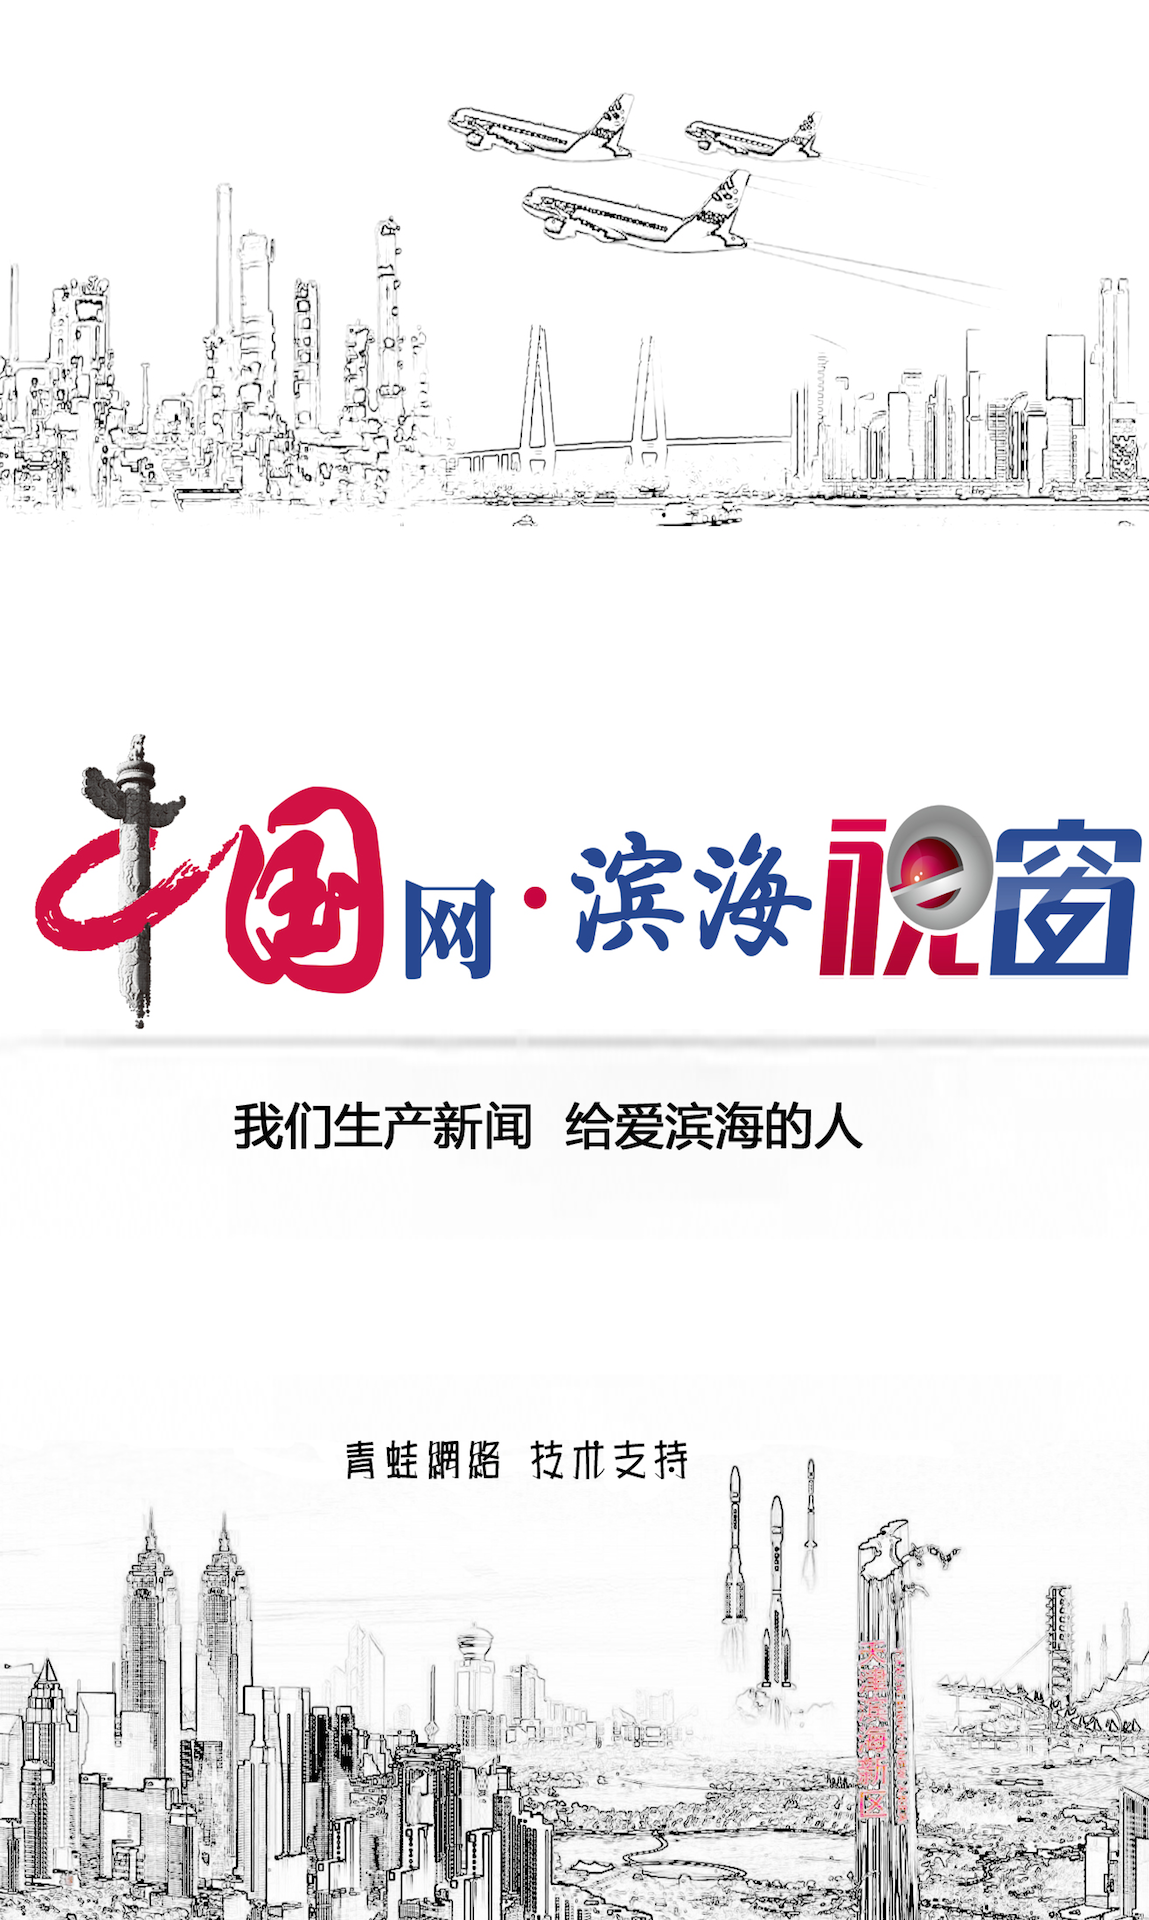 中国网·滨海视窗
我们生产新闻 给爱滨海的人
青蛙網络 技术支持
天津滨海新区